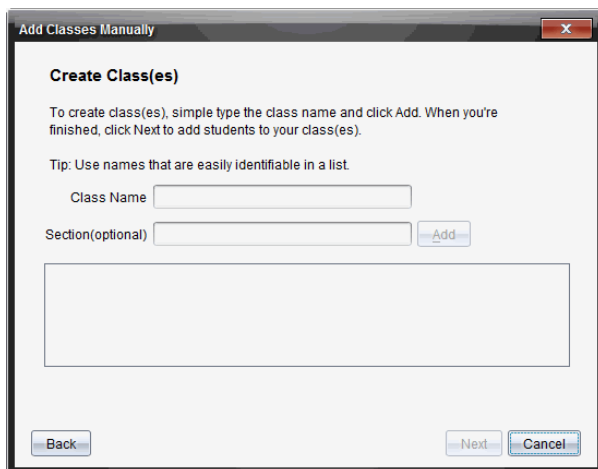 Add Classes Manually
Create Class(es)
To create class(es), simple type the class name and click Add. When you're
finished, click Next to add students to your class(es).
Tip: Use names that are easily identifiable in a list.
Class Name
Section(optional)
Add
Back
Next
Cancel